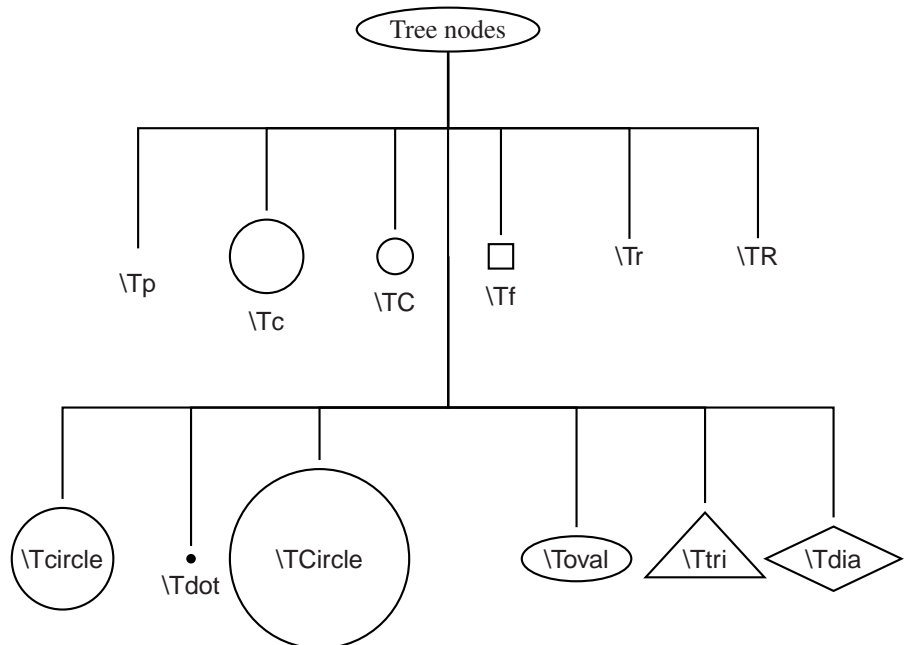 Tree nodes
\Tp
\Tc
\TC
\Tf
\Tr
\TR
\Tcircle
\Tdot
\TCircle
\Toval
\Ttri
\Tdia